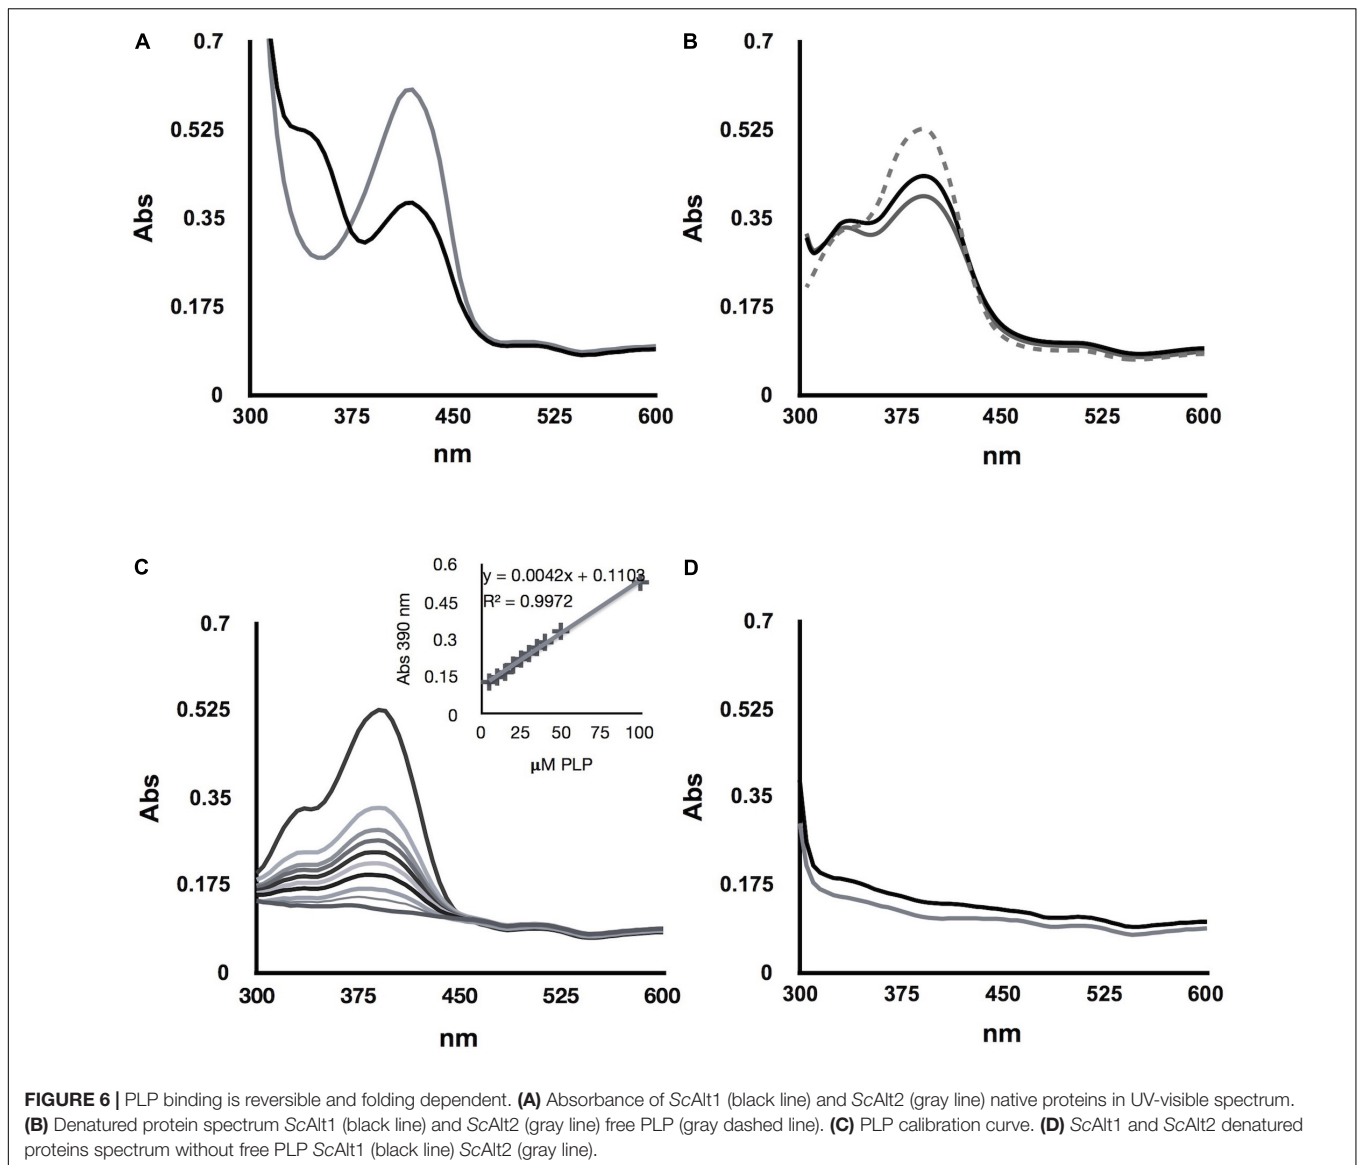 A
0.7
0.525
0.35
0.175
0
Abs
300 375 450 525 600
nm
B
0.7
0.525
0.35
0.175
0
Abs
300 375 450 525 600
nm
C
0.7
0.525
0.35
0.175
0
Abs
300 375 450 525 600
nm
0.6
0.45
0.3
0.15
0
Abs 390 nm
y = 0.0042x + 0.1103
R² = 0.9972
0 25 50 75 100
µM PLP
D
0.7
0.525
0.35
0.175
0
Abs
300 375 450 525 600
nm
FIGURE 6 | PLP binding is reversible and folding dependent. (A) Absorbance of ScAlt1 (black line) and ScAlt2 (gray line) native proteins in UV-visible spectrum.
(B) Denatured protein spectrum ScAlt1 (black line) and ScAlt2 (gray line) free PLP (gray dashed line). (C) PLP calibration curve. (D) ScAlt1 and ScAlt2 denatured
proteins spectrum without free PLP ScAlt1 (black line) ScAlt2 (gray line).